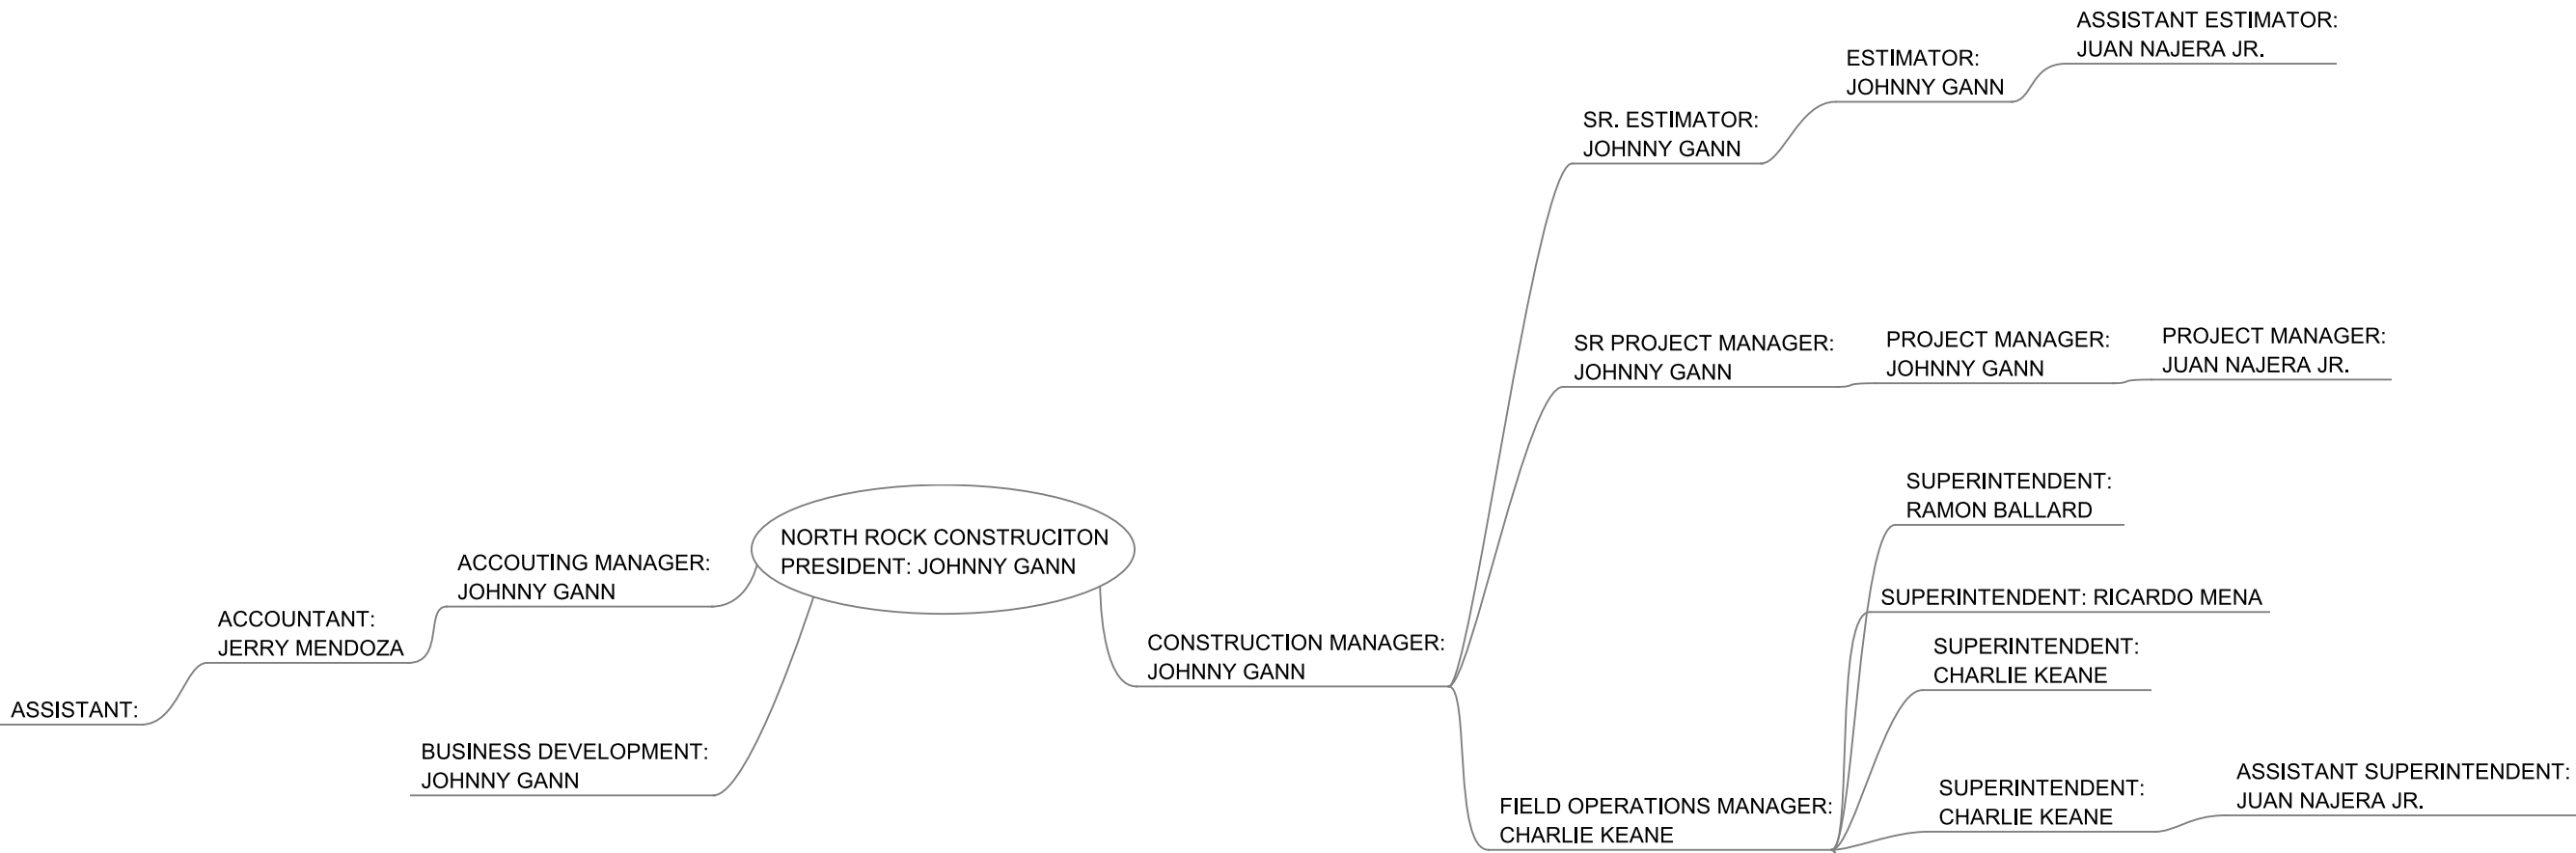 ASSISTANT ESTIMATOR:
JUAN NAJERA JR.
ESTIMATOR:
JOHNNY GANN
SR. ESTIMATOR:
JOHNNY GANN
SR PROJECT MANAGER:
JOHNNY GANN
PROJECT MANAGER:
JOHNNY GANN
PROJECT MANAGER:
JUAN NAJERA JR.
SUPERINTENDENT:
RAMON BALLARD
NORTH ROCK CONSTRUCITON
PRESIDENT: JOHNNY GANN
ACCOUTING MANAGER:
JOHNNY GANN
ACCOUNTANT:
JERRY MENDOZA
ASSISTANT:
BUSINESS DEVELOPMENT:
JOHNNY GANN
CONSTRUCTION MANAGER:
JOHNNY GANN
SUPERINTENDENT: RICARDO MENA
SUPERINTENDENT:
CHARLIE KEANE
FIELD OPERATIONS MANAGER:
CHARLIE KEANE
SUPERINTENDENT:
CHARLIE KEANE
ASSISTANT SUPERINTENDENT:
JUAN NAJERA JR.